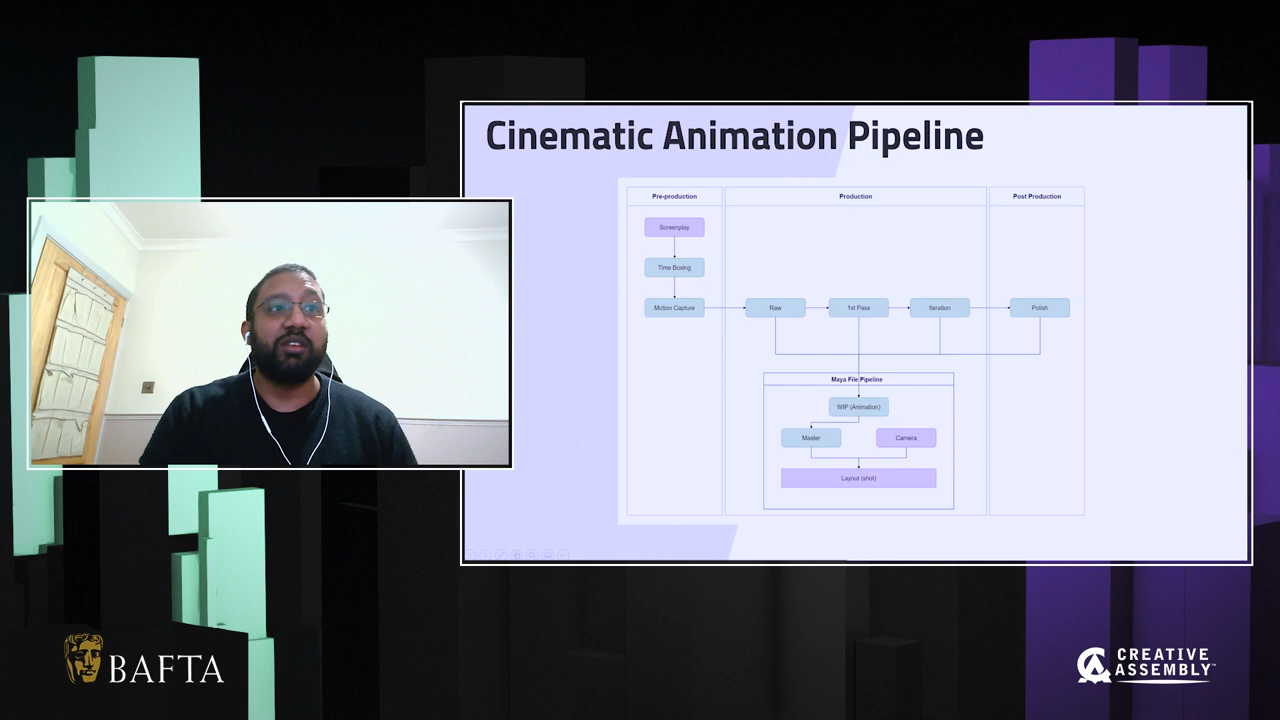 Cinematic Animation Pipeline
Pre-production
Production
Post Production
Screenplay
Time Boxing
Motion Capture
Raw
1st Pass
Iteration
Polish
Maya File Pipeline
WIP (Animation)
Master
Camera
Layout (shot)
BAFTA
CREATIVE
ASSEMBLY™